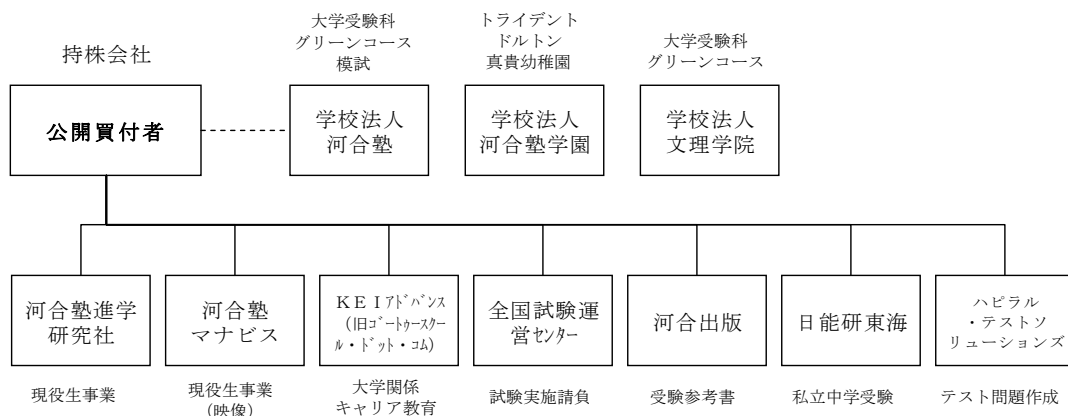 持株会社
公開買付者
大学受験科
グリーンコース
模試
学校法人
河合塾
トライデント
ドルトン
真貴幼稚園
学校法人
河合塾学園
大学受験科
グリーンコース
学校法人
文理学院
河合塾進学
研究社
現役生事業
河合塾
マナビス
現役生事業
(映像)
KEIアドバンス
(旧ゴートゥースクー
ル・ドット・コム)
大学関係
キャリア教育
全国試験運
営センター
試験実施請負
河合出版
受験参考書
日能研東海
私立中学受験
ハピラル
・テストソ
リューションズ
テスト問題作成